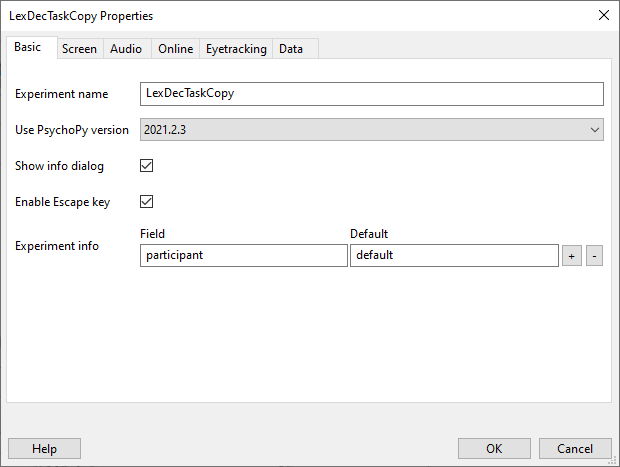 LexDecTaskCopy Properties
Basic Screen Audio Online Eyetracking Data
Experiment name LexDecTaskCopy
Use PsychoPy version 2021.2.3
Show info dialog
Enable Escape key
Field Default
Experiment info participant default + -
Help OK Cancel